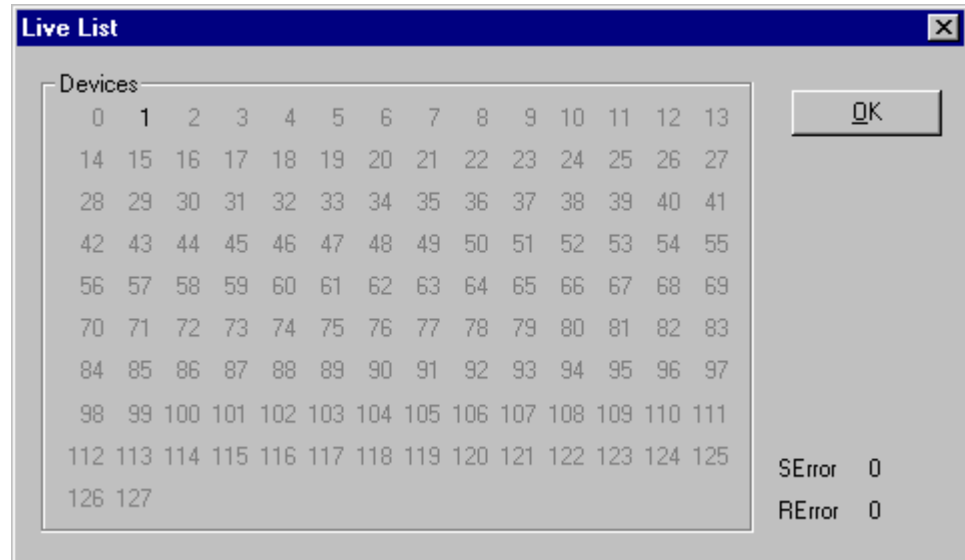 Live List
Devices
0 1 2 3 4 5 6 7 8 9 10 11 12 13
OK
14 15 16 17 18 19 20 21 22 23 24 25 26 27
28 29 30 31 32 33 34 35 36 37 38 39 40 41
42 43 44 45 46 47 48 49 50 51 52 53 54 55
56 57 58 59 60 61 62 63 64 65 66 67 68 69
70 71 72 73 74 75 76 77 78 79 80 81 82 83
84 85 86 87 88 89 90 91 92 93 94 95 96 97
98 99 100 101 102 103 104 105 106 107 108 109 110 111
112 113 114 115 116 117 118 119 120 121 122 123 124 125
126 127
SError 0
RError 0